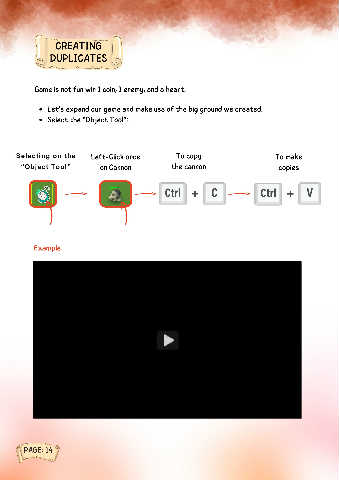 CREATING
DUPLICATES
Game is not fun wih 1 coin, 1 enemy, and a heart.
• Let's expand our game and make use of the big ground we created.
• Select the "Object Tool":
Selecting on the
"Object Tool"
Left-Click once
on Cannon
To copy
the cannon
To make
copies
Ctrl + C
Ctrl + V
Example
PAGE: 14